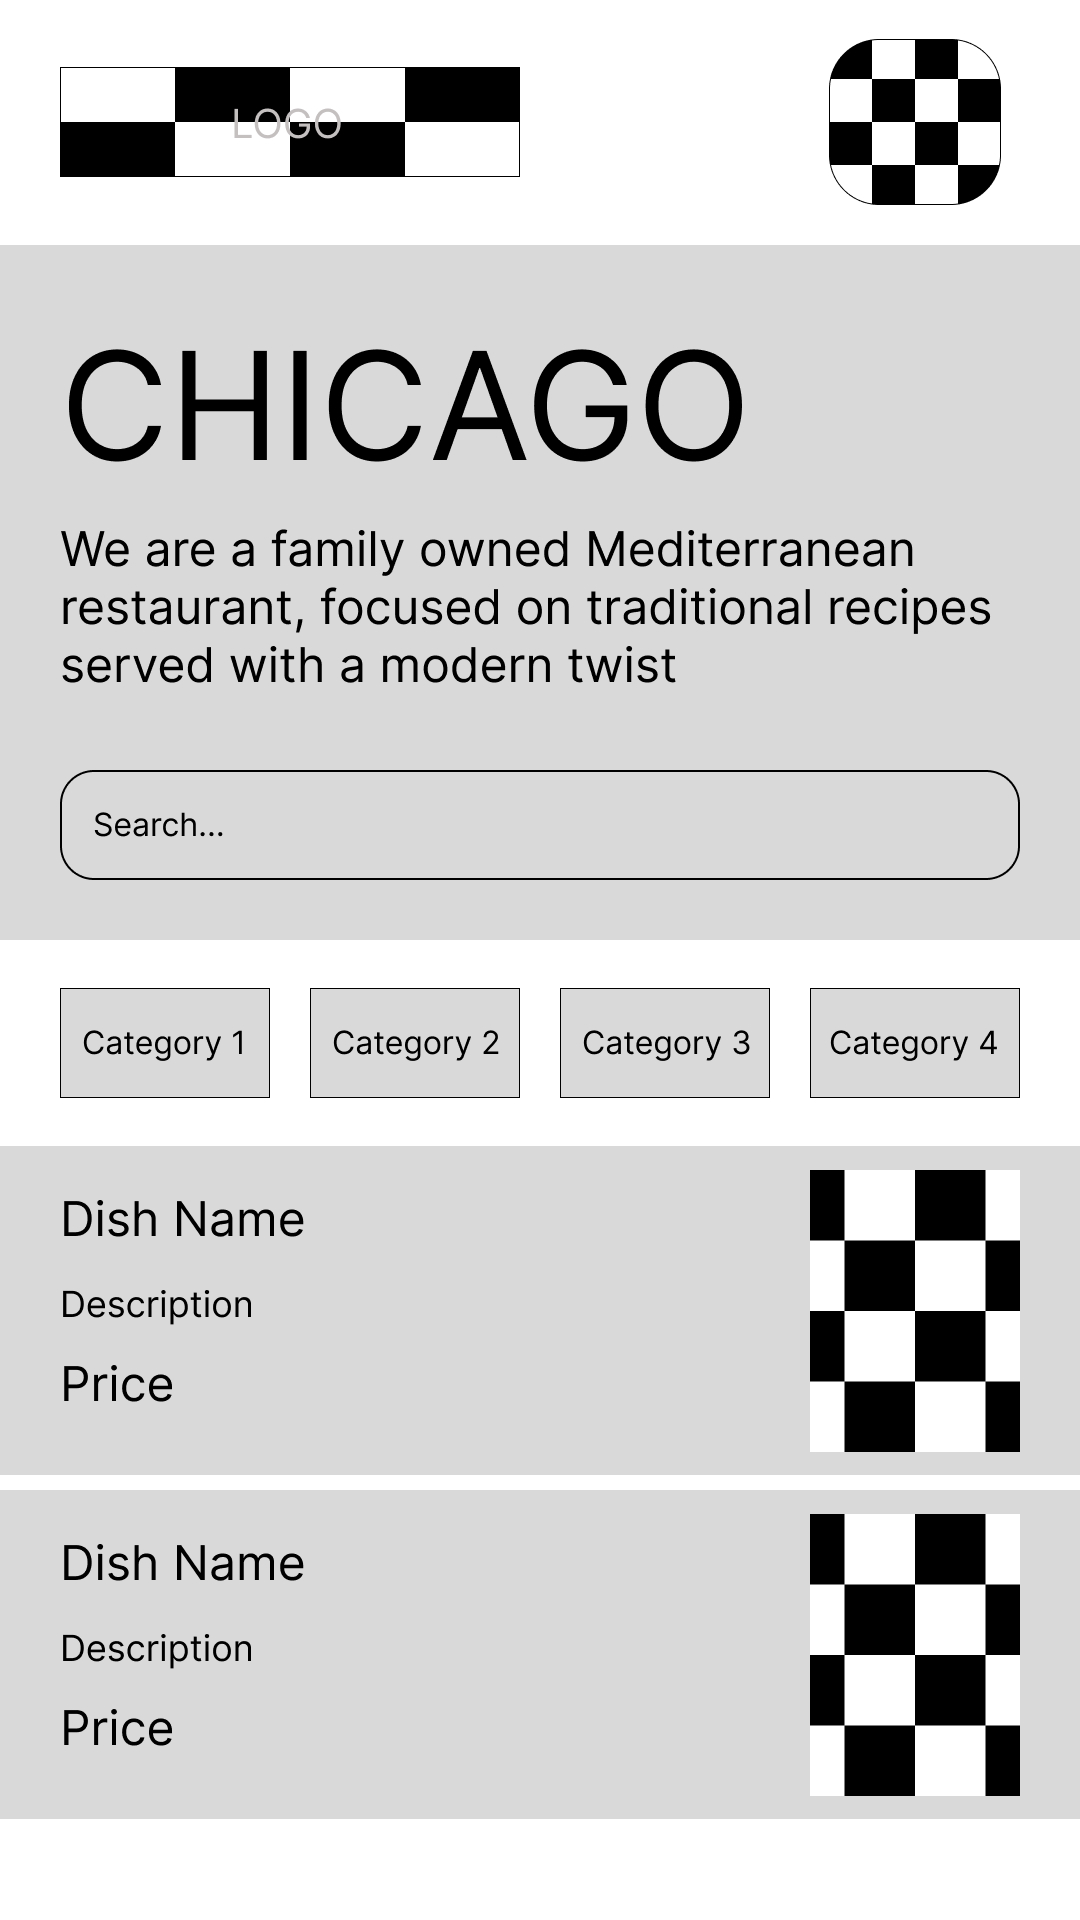 LOGO
CHICAGO
We are a family owned Mediterranean
restaurant, focused on traditional recipes
served with a modern twist
Search...
Category 1
Category 2
Category 3
Category 4
Dish Name
Description
Price
Dish Name
Description
Price